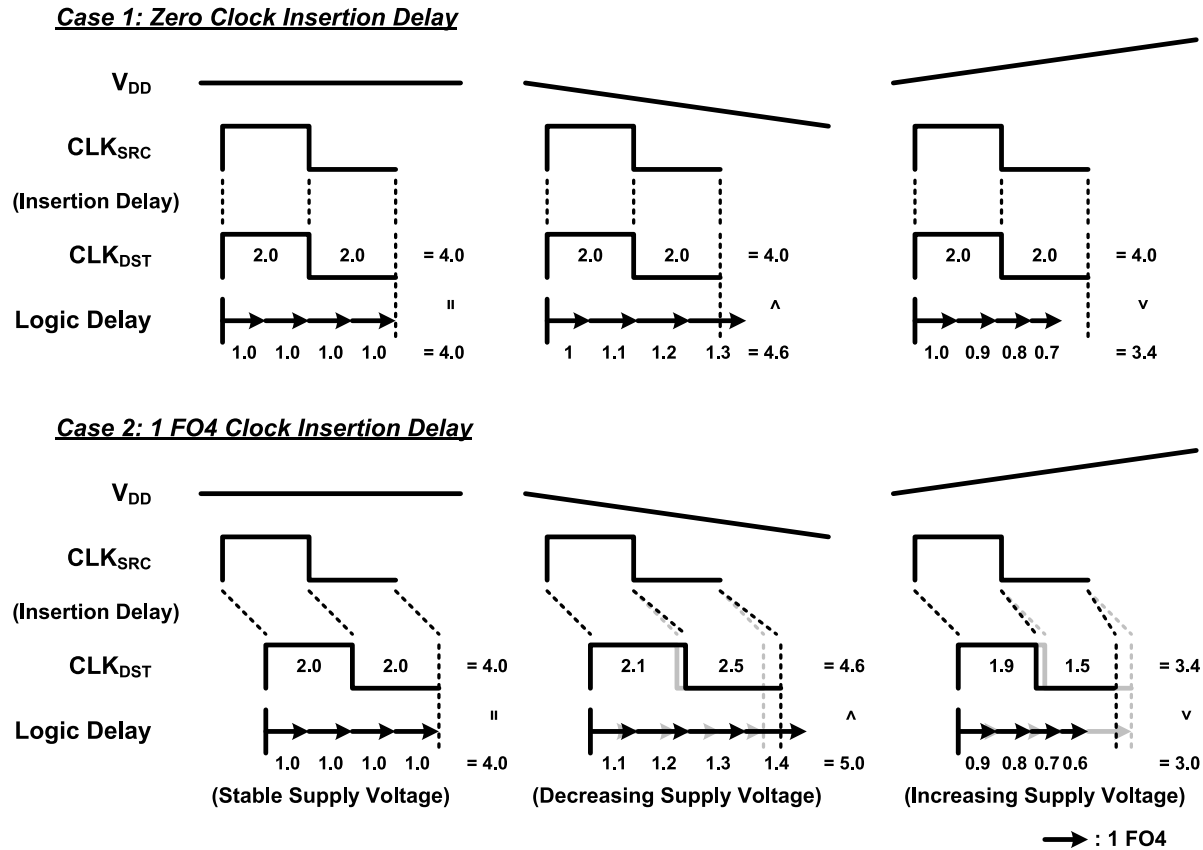 Case 1: Zero Clock Insertion Delay
VDD
CLKSRC
(Insertion Delay)
CLKDST 2.0 2.0 = 4.0 2.0 2.0 = 4.0 2.0 2.0 = 4.0
= < >
Logic Delay
1.0 1.0 1.0 1.0 = 4.0 1 1.1 1.2 1.3 = 4.6 1.0 0.9 0.8 0.7 = 3.4
Case 2: 1 FO4 Clock Insertion Delay
VDD
CLKSRC
(Insertion Delay)
CLKDST 2.0 2.0 = 4.0 2.1 2.5 = 4.6 1.9 1.5 = 3.4
= < >
Logic Delay
1.0 1.0 1.0 1.0 = 4.0 1.1 1.2 1.3 1.4 = 5.0 0.9 0.8 0.7 0.6 = 3.0
(Stable Supply Voltage) (Decreasing Supply Voltage) (Increasing Supply Voltage)
: 1 FO4